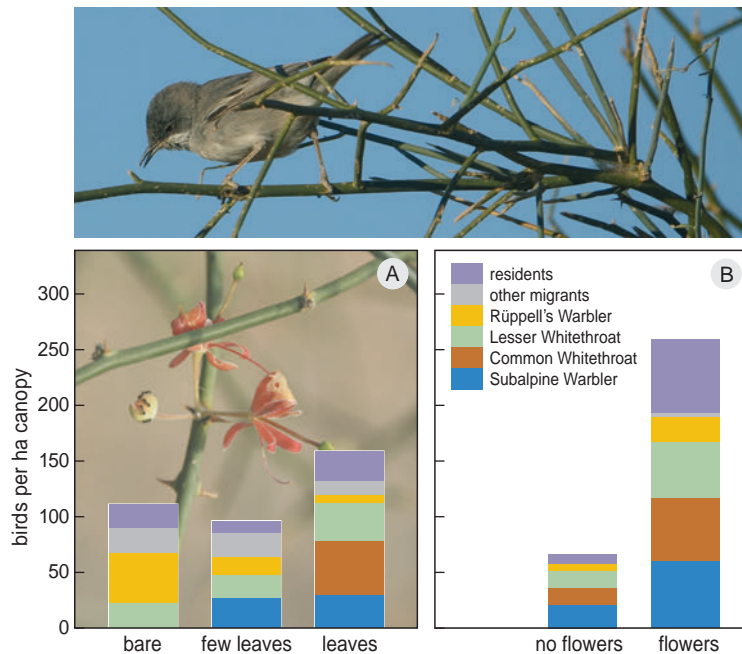 A
B
birds per ha canopy
300
250
200
150
100
50
0
residents
other migrants
Rüppell's Warbler
Lesser Whitethroat
Common Whitethroat
Subalpine Warbler
bare
few leaves
leaves
no flowers
flowers